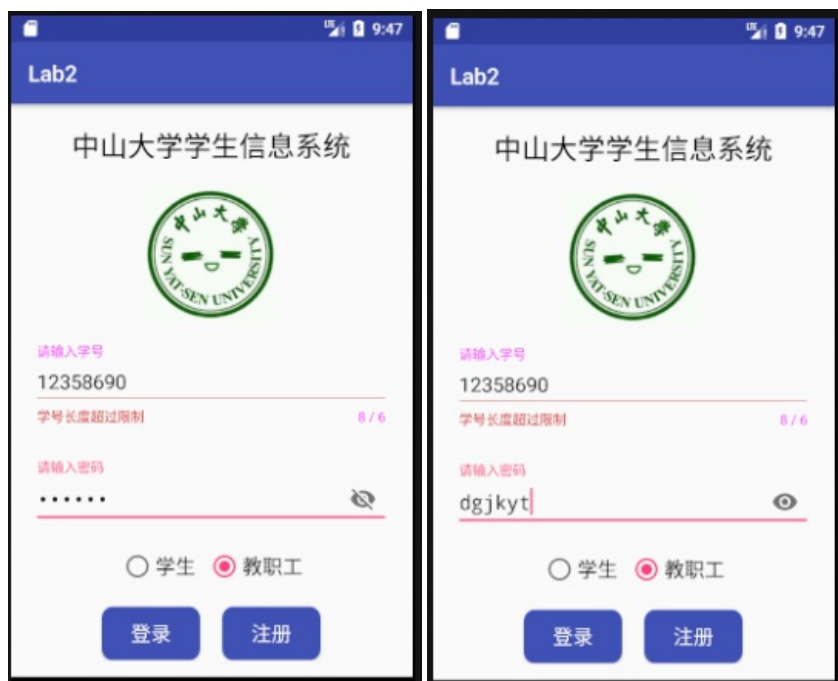 LTE 9:47
Lab2
中山大学学生信息系统
中山大學
SUN YAT-SEN UNIVERSITY
请输入学号
12358690
学号长度超过限制 8 / 6
请输入密码
••••••
学生 教职工
登录 注册
LTE 9:47
Lab2
中山大学学生信息系统
中山大學
SUN YAT-SEN UNIVERSITY
请输入学号
12358690
学号长度超过限制 8 / 6
请输入密码
dgjkyt
学生 教职工
登录 注册